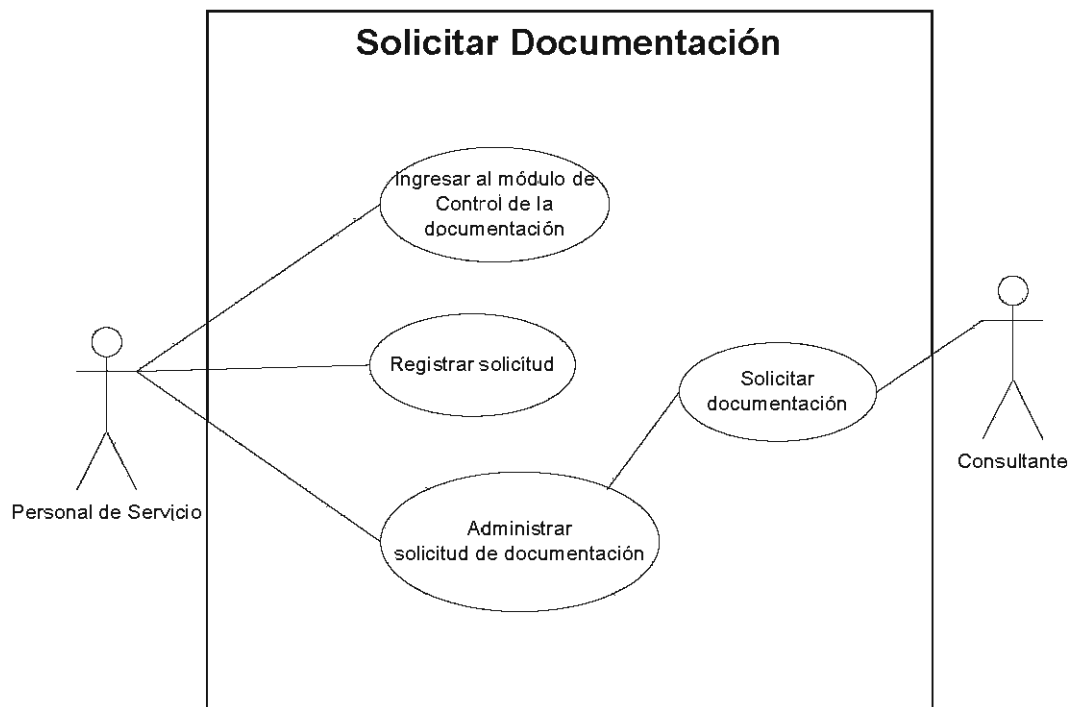 Solicitar Documentación
Ingresar al módulo de
Control de la
documentación
Registrar solicitud
Solicitar
documentación
Consultante
Personal de Servicio
Administrar
solicitud de documentación